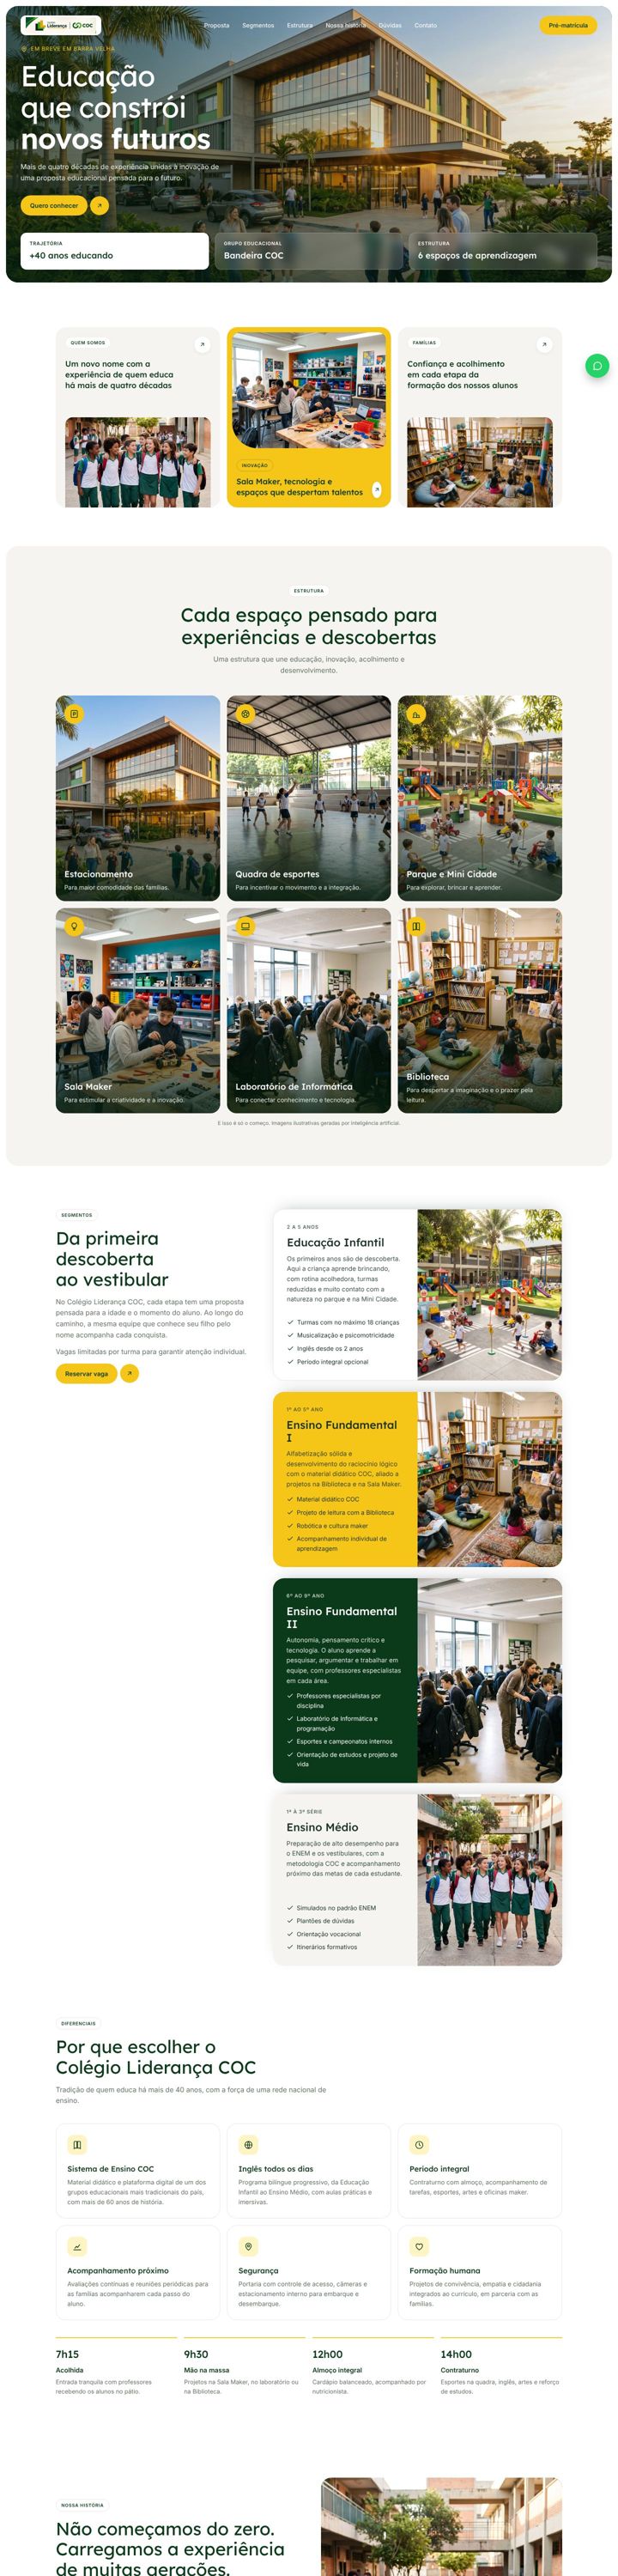 Liderança COC
Proposta Segmentos Estrutura Nossa história Dúvidas Contato
Pré-matrícula
EM BREVE EM BARRA VELHA
Educação
que constrói
novos futuros
Mais de quatro décadas de experiência unidas à inovação de
uma proposta educacional pensada para o futuro.
Quero conhecer
TRAJETÓRIA
+40 anos educando
GRUPO EDUCACIONAL
Bandeira COC
ESTRUTURA
6 espaços de aprendizagem
QUEM SOMOS
Um novo nome com a
experiência de quem educa
há mais de quatro décadas
INOVAÇÃO
Sala Maker, tecnologia e
espaços que despertam talentos
FAMÍLIAS
Confiança e acolhimento
em cada etapa da
formação dos nossos alunos
ESTRUTURA
Cada espaço pensado para
experiências e descobertas
Uma estrutura que une educação, inovação, acolhimento e
desenvolvimento.
Estacionamento
Para maior comodidade das famílias.
Quadra de esportes
Para incentivar o movimento e a integração.
Parque e Mini Cidade
Para explorar, brincar e aprender.
Sala Maker
Para estimular a criatividade e a inovação.
Laboratório de Informática
Para conectar conhecimento e tecnologia.
Biblioteca
Para despertar a imaginação e o prazer pela
leitura.
E isso é só o começo. Imagens ilustrativas geradas por inteligência artificial.
SEGMENTOS
Da primeira
descoberta
ao vestibular
No Colégio Liderança COC, cada etapa tem uma proposta
pensada para a idade e o momento do aluno. Ao longo do
caminho, a mesma equipe que conhece seu filho pelo
nome acompanha cada conquista.
Vagas limitadas por turma para garantir atenção individual.
Reservar vaga
2 A 5 ANOS
Educação Infantil
Os primeiros anos são de descoberta.
Aqui a criança aprende brincando,
com rotina acolhedora, turmas
reduzidas e muito contato com a
natureza no parque e na Mini Cidade.
Turmas com no máximo 18 crianças
Musicalização e psicomotricidade
Inglês desde os 2 anos
Período integral opcional
1º AO 5º ANO
Ensino Fundamental
I
Alfabetização sólida e
desenvolvimento do raciocínio lógico
com o material didático COC, aliado a
projetos na Biblioteca e na Sala Maker.
Material didático COC
Projeto de leitura com a Biblioteca
Robótica e cultura maker
Acompanhamento individual de
aprendizagem
6º AO 9º ANO
Ensino Fundamental
II
Autonomia, pensamento crítico e
tecnologia. O aluno aprende a
pesquisar, argumentar e trabalhar em
equipe, com professores especialistas
em cada área.
Professores especialistas por
disciplina
Laboratório de Informática e
programação
Esportes e campeonatos internos
Orientação de estudos e projeto de
vida
1ª À 3ª SÉRIE
Ensino Médio
Preparação de alto desempenho para
o ENEM e os vestibulares, com a
metodologia COC e acompanhamento
próximo das metas de cada estudante.
Simulados no padrão ENEM
Plantões de dúvidas
Orientação vocacional
Itinerários formativos
DIFERENCIAIS
Por que escolher o
Colégio Liderança COC
Tradição de quem educa há mais de 40 anos, com a força de uma rede nacional de
ensino.
Sistema de Ensino COC
Material didático e plataforma digital de um dos
grupos educacionais mais tradicionais do país,
com mais de 60 anos de história.
Inglês todos os dias
Programa bilíngue progressivo, da Educação
Infantil ao Ensino Médio, com aulas práticas e
imersivas.
Período integral
Contraturno com almoço, acompanhamento de
tarefas, esportes, artes e oficinas maker.
Acompanhamento próximo
Avaliações contínuas e reuniões periódicas para
as famílias acompanharem cada passo do
aluno.
Segurança
Portaria com controle de acesso, câmeras e
estacionamento interno para embarque e
desembarque.
Formação humana
Projetos de convivência, empatia e cidadania
integrados ao currículo, em parceria com as
famílias.
7h15
Acolhida
Entrada tranquila com professores
recebendo os alunos no pátio.
9h30
Mão na massa
Projetos na Sala Maker, no laboratório ou
na Biblioteca.
12h00
Almoço integral
Cardápio balanceado, acompanhado por
nutricionista.
14h00
Contraturno
Esportes na quadra, inglês, artes e reforço
de estudos.
NOSSA HISTÓRIA
Não começamos do zero.
Carregamos a experiência
de muitas gerações.